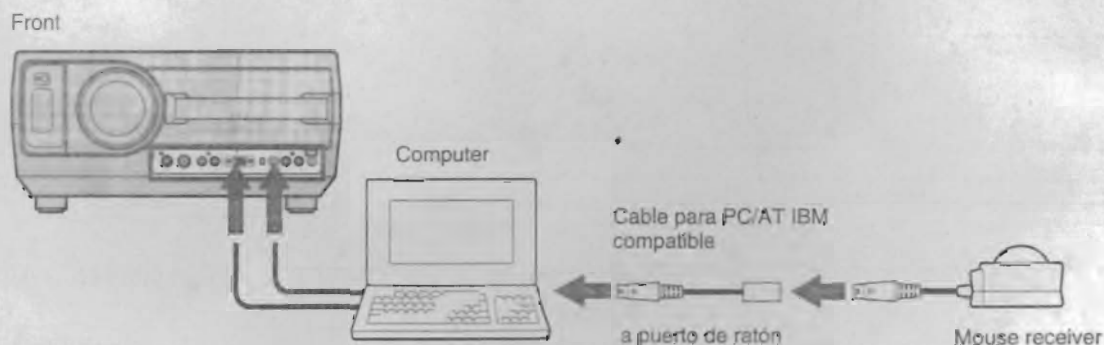 Front
Computer
Cable para PC/AT IBM
compatible
a puerto de ratón
Mouse receiver